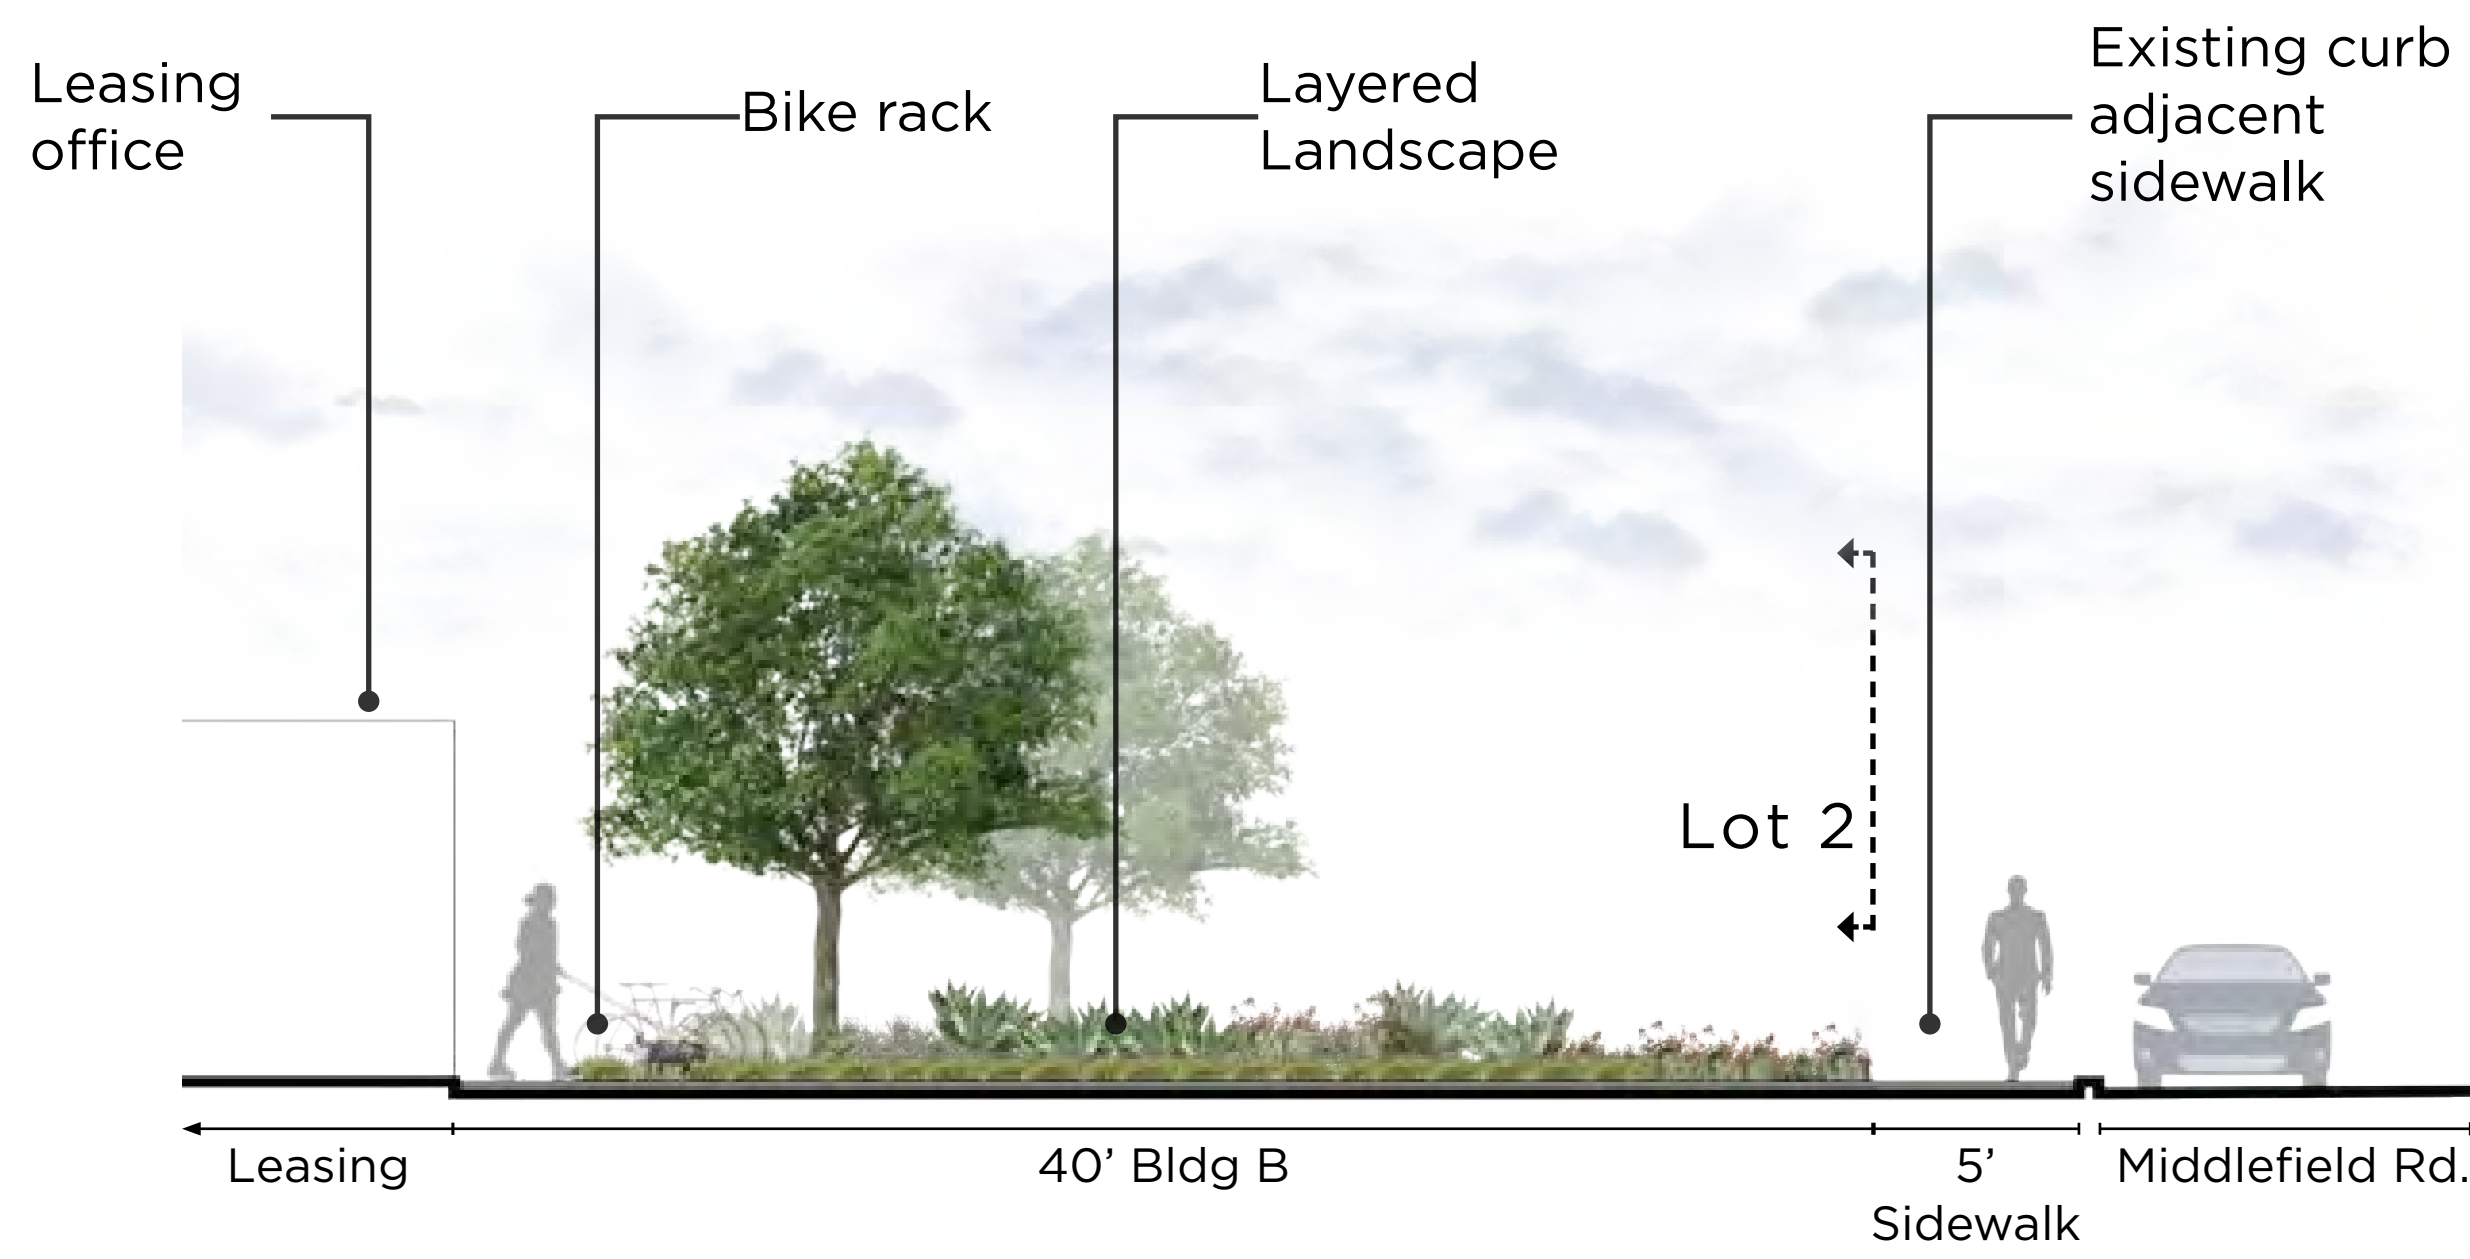 Leasing
office
Bike rack
Layered
Landscape
Existing curb
adjacent
sidewalk
Lot 2
Leasing
40’ Bldg B
5’
Sidewalk
Middlefield Rd.